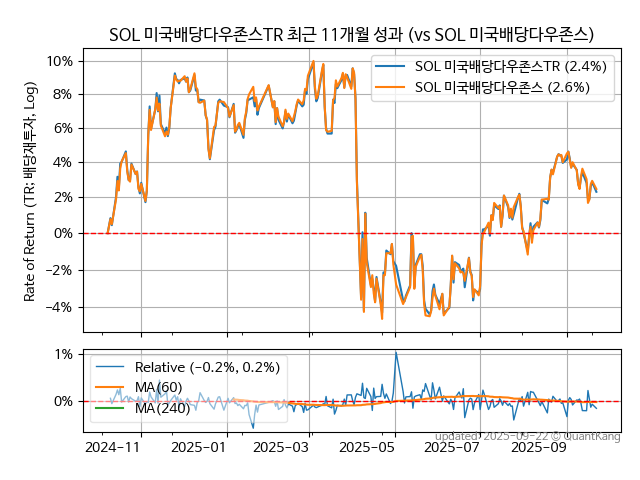 SOL 미국배당다우존스TR 최근 11개월 성과 (vs SOL 미국배당다우존스)
Rate of Return (TR: 배당재투자, Log)
10%
8%
6%
4%
2%
0%
−2%
−4%
SOL 미국배당다우존스TR (2.4%)
SOL 미국배당다우존스 (2.6%)
1%
0%
Relative (−0.2%, 0.2%)
MA(60)
MA(240)
updated: 2025-09-22 © QuantKang
2024−11
2025−01
2025−03
2025−05
2025−07
2025−09